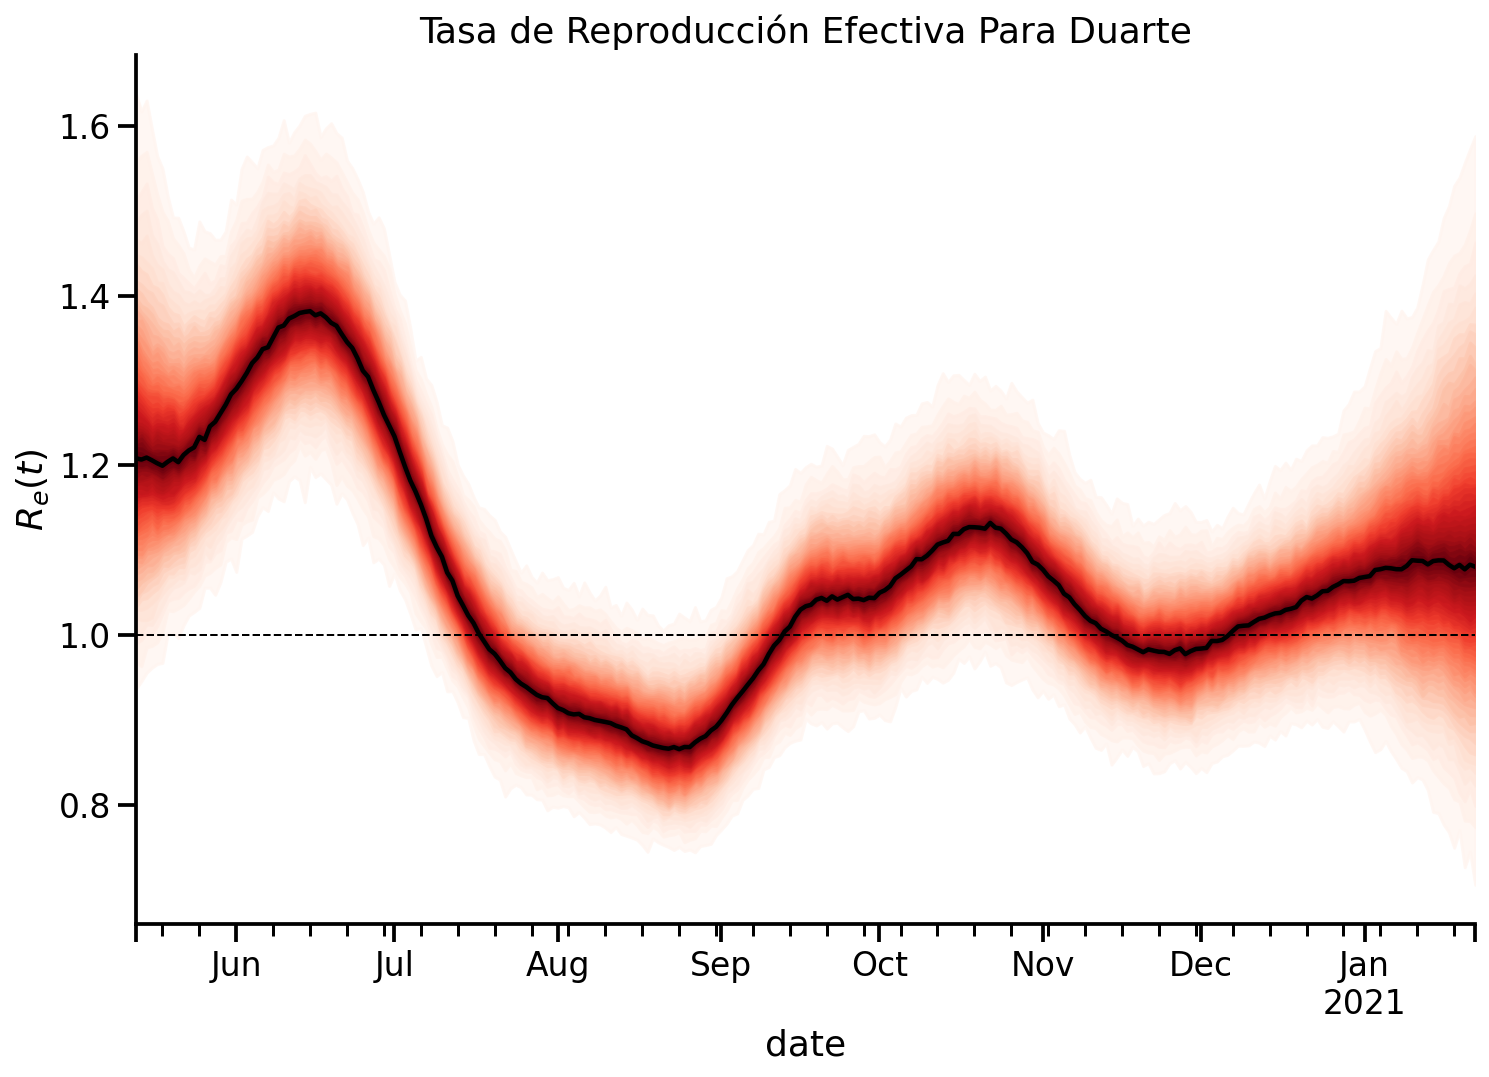 Tasa de Reproducción Efectiva Para Duarte
R_e(t)
1.6
1.4
1.2
1.0
0.8
Jun Jul Aug Sep Oct Nov Dec Jan
2021
date